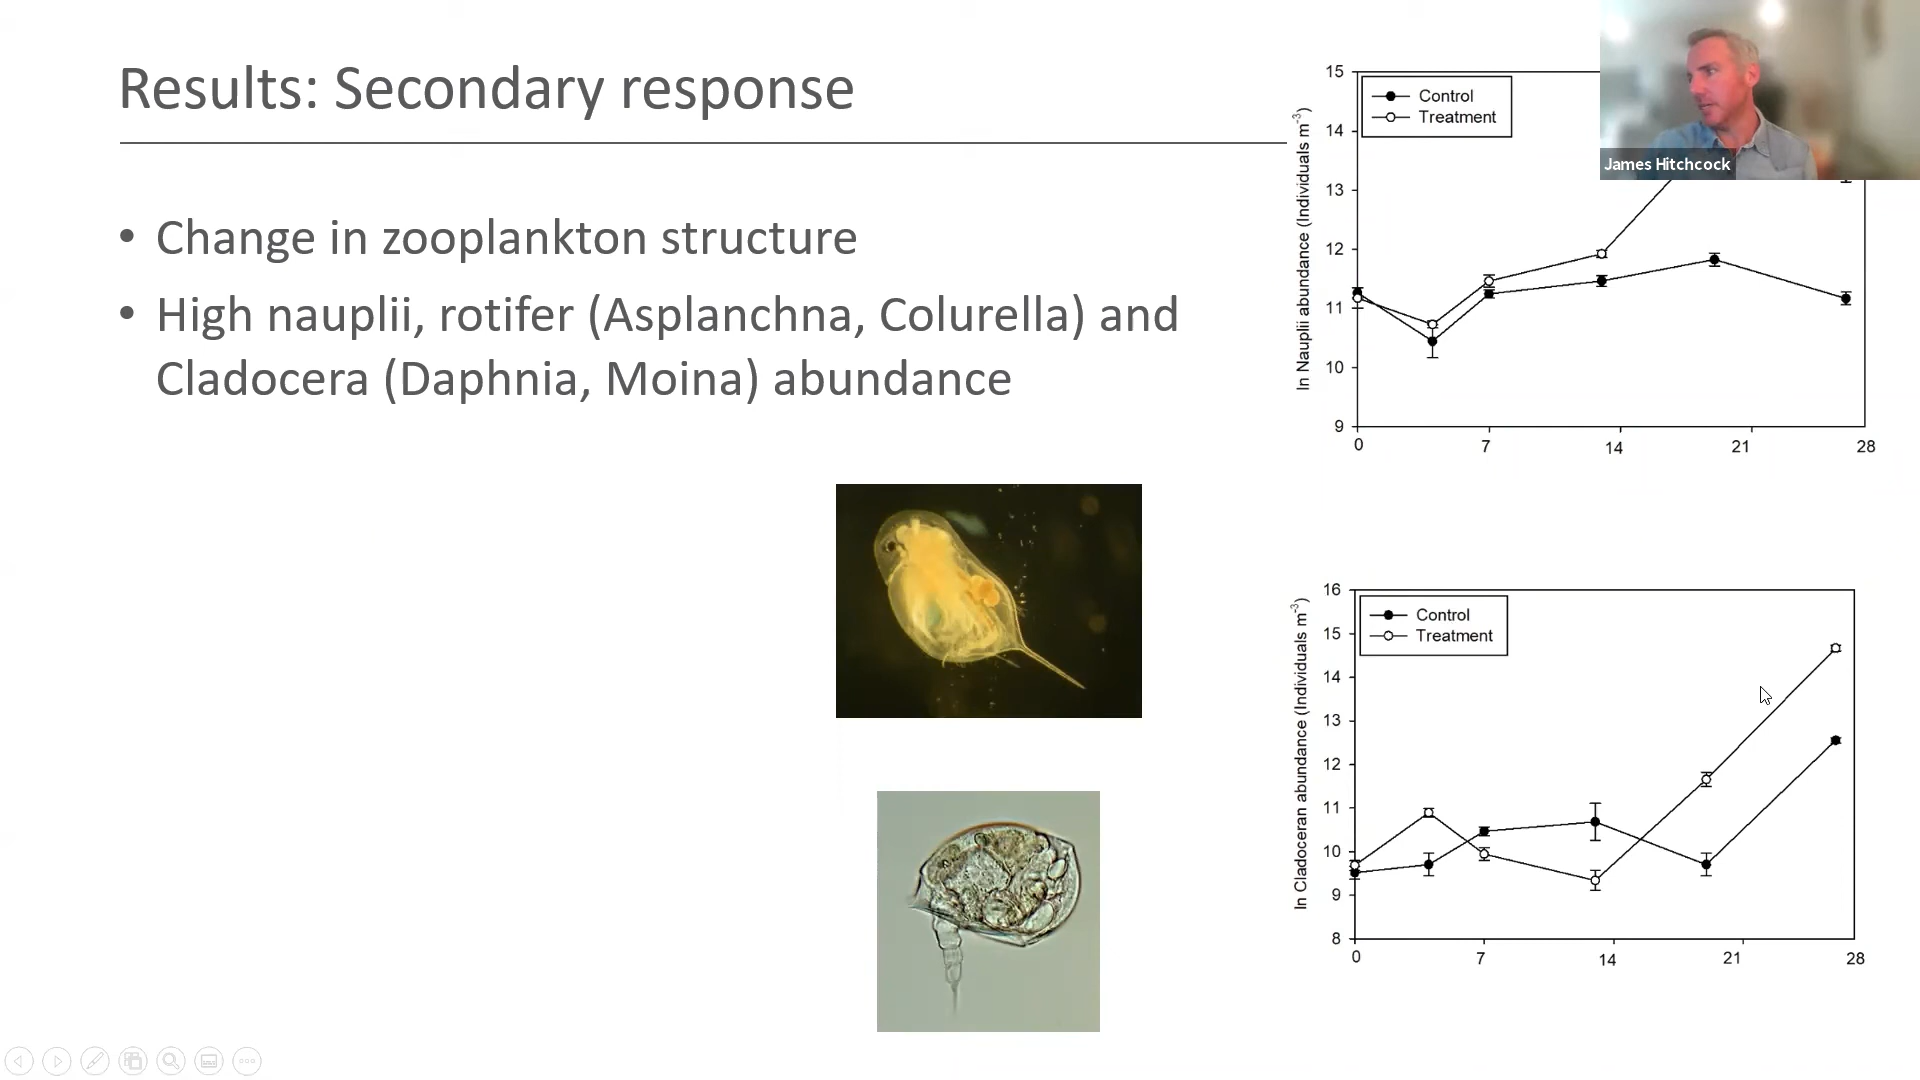 Results: Secondary response
• Change in zooplankton structure
• High nauplii, rotifer (Asplanchna, Colurella) and
Cladocera (Daphnia, Moina) abundance
James Hitchcock
ln Nauplii abundance (Individuals m⁻³)
15
14
13
12
11
10
9
Control
Treatment
0 7 14 21 28
ln Cladoceran abundance (Individuals m⁻³)
16
15
14
13
12
11
10
9
8
Control
Treatment
0 7 14 21 28